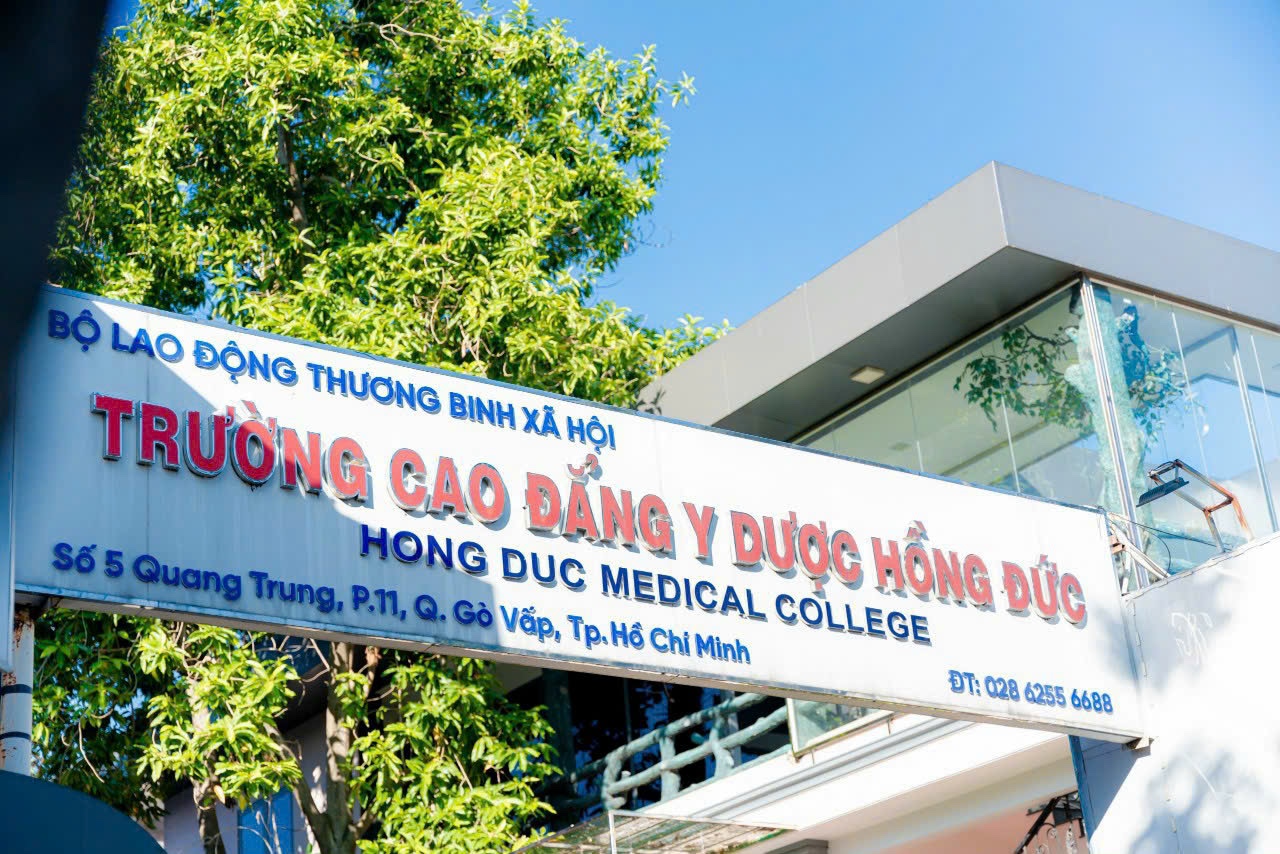 BỘ LAO ĐỘNG THƯƠNG BINH XÃ HỘI
TRƯỜNG CAO ĐẲNG Y DƯỢC HỒNG ĐỨC
HONG DUC MEDICAL COLLEGE
Số 5 Quang Trung, P.11, Q. Gò Vấp, Tp. Hồ Chí Minh
ĐT: 028 6255 6688